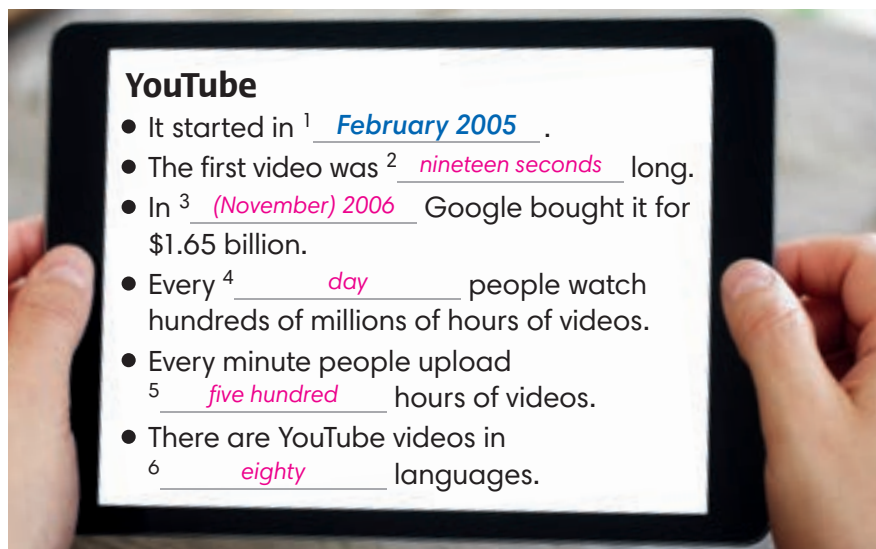 YouTube
● It started in 1 February 2005 .
● The first video was 2 nineteen seconds long.
● In 3 (November) 2006 Google bought it for
$1.65 billion.
● Every 4 day people watch
hundreds of millions of hours of videos.
● Every minute people upload
5 five hundred hours of videos.
● There are YouTube videos in
6 eighty languages.